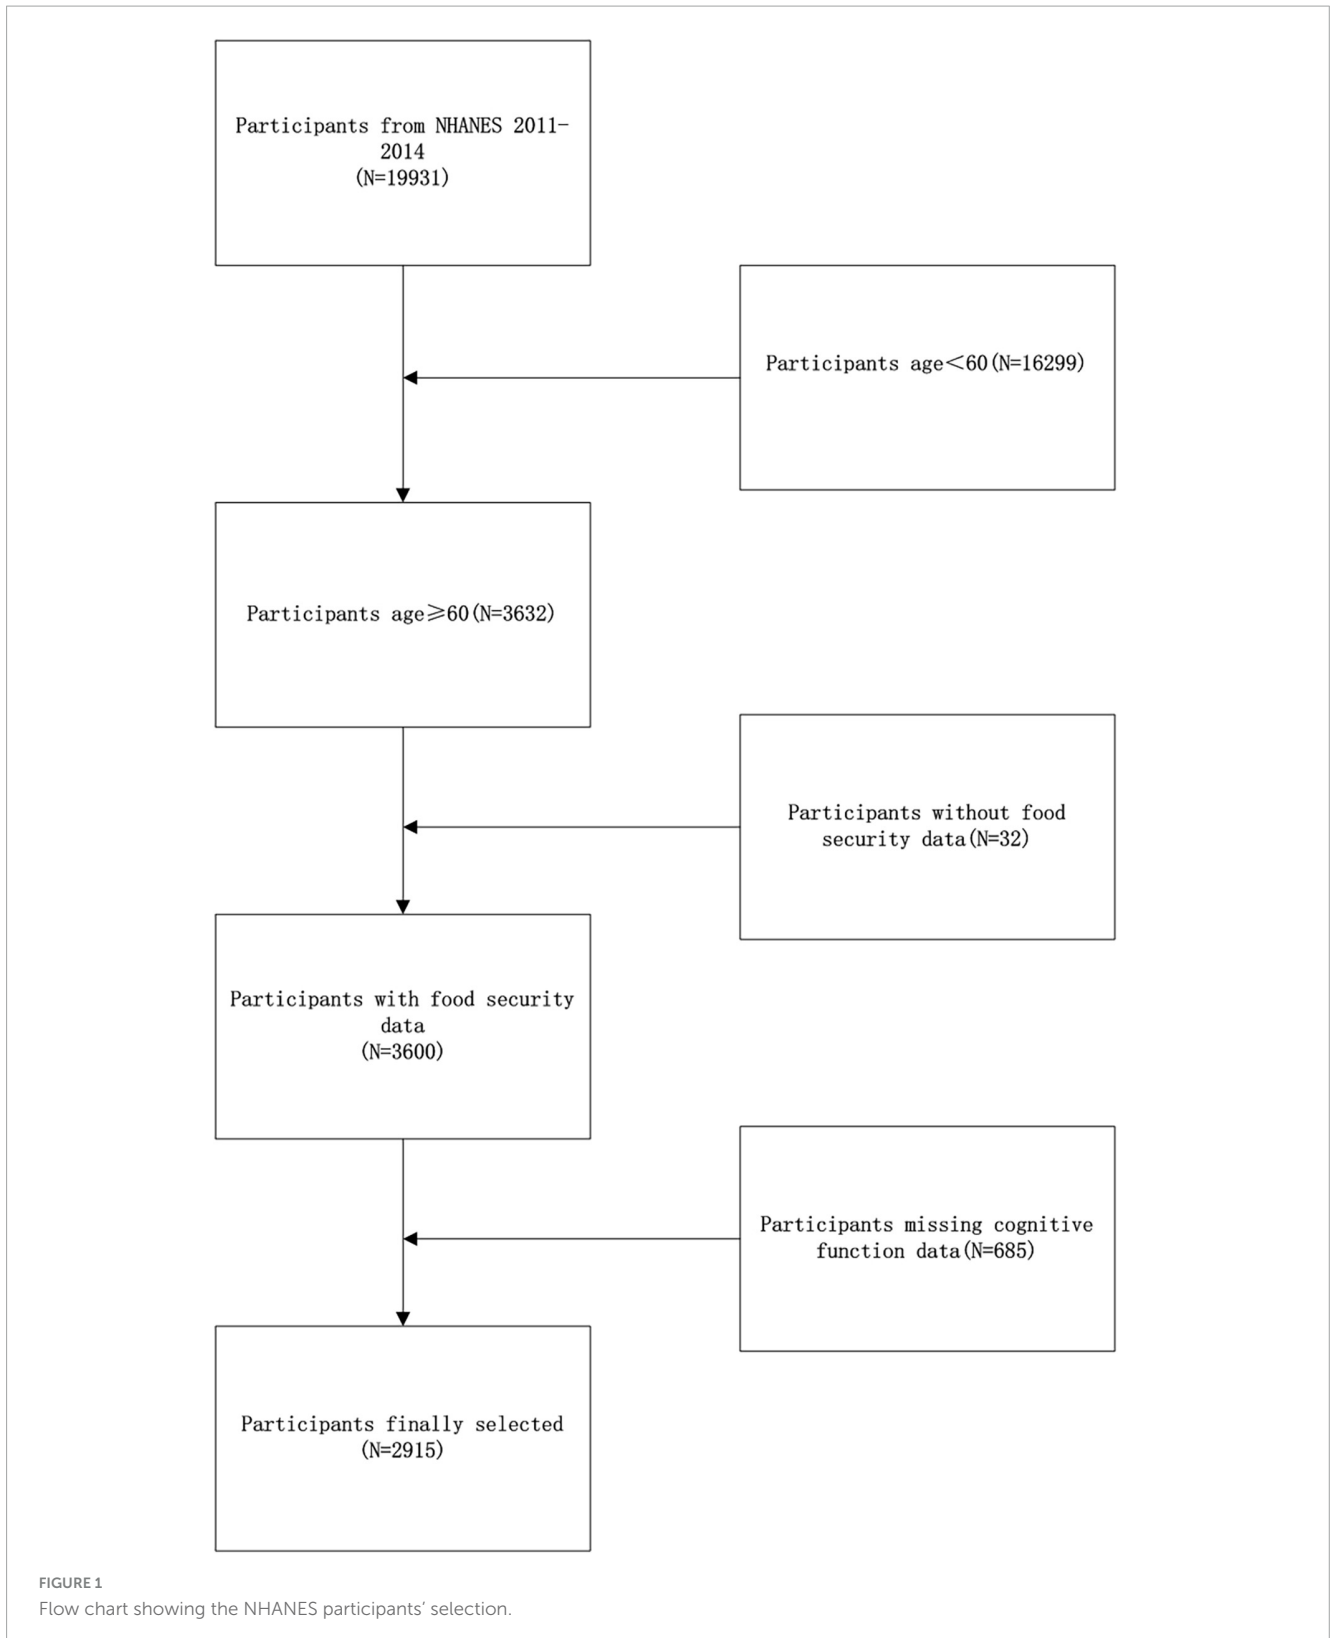 Participants from NHANES 2011-
2014
(N=19931)
Participants age<60(N=16299)
Participants age≥60(N=3632)
Participants without food
security data(N=32)
Participants with food security
data
(N=3600)
Participants missing cognitive
function data(N=685)
Participants finally selected
(N=2915)
FIGURE 1
Flow chart showing the NHANES participants’ selection.